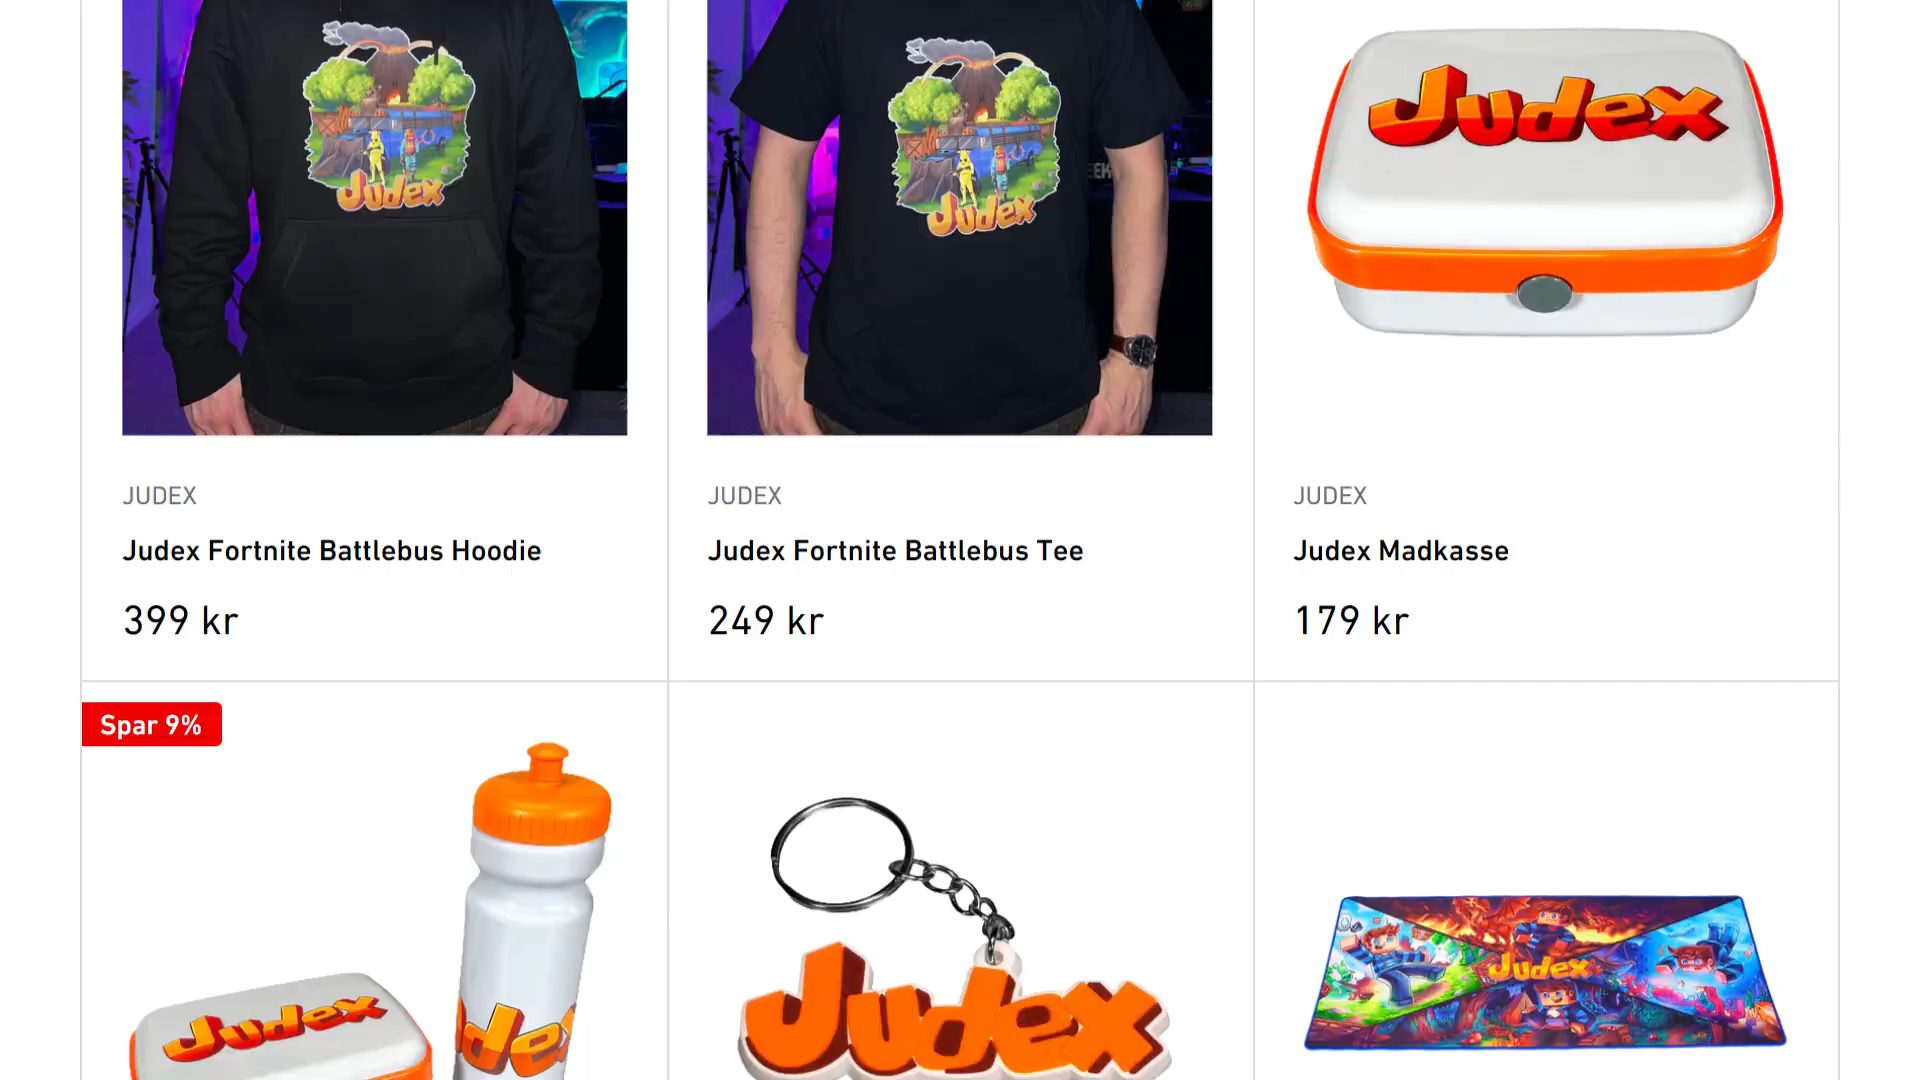 Judex
Judex
Judex
JUDEX
Judex Fortnite Battlebus Hoodie
399 kr
JUDEX
Judex Fortnite Battlebus Tee
249 kr
JUDEX
Judex Madkasse
179 kr
Spar 9%
Judex
Judex
Judex